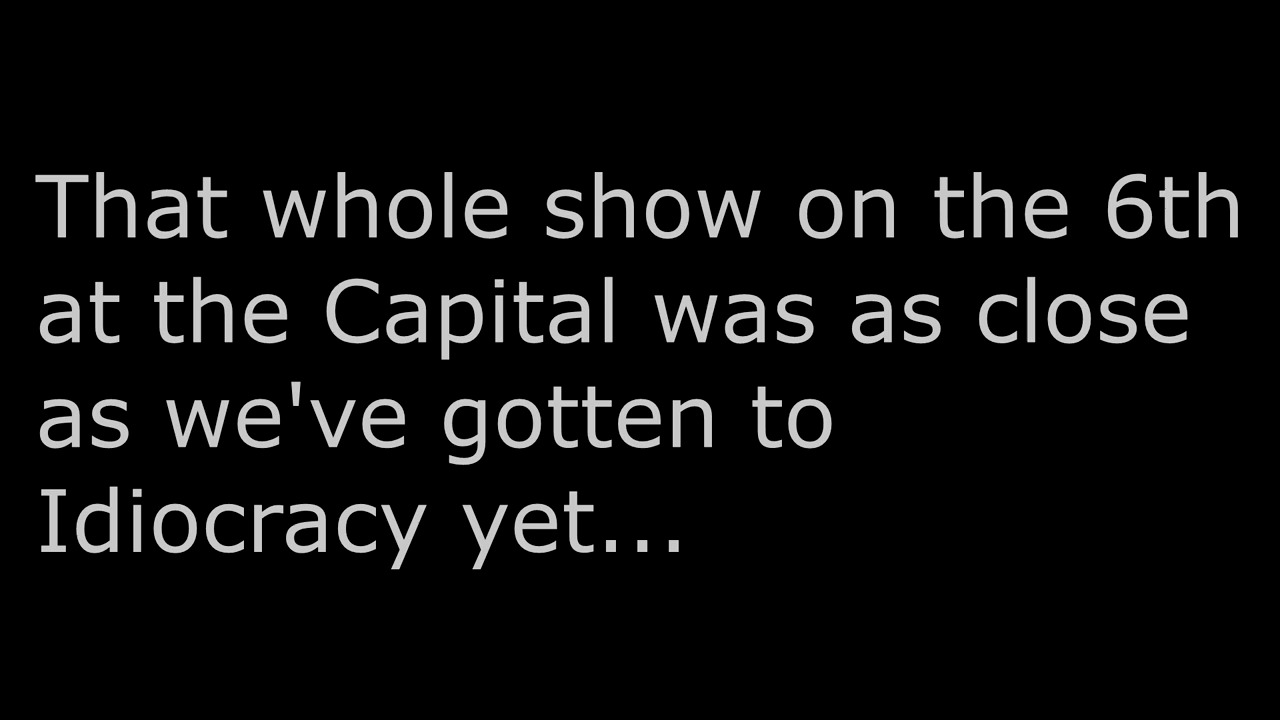 That whole show on the 6th
at the Capital was as close
as we've gotten to
Idiocracy yet...